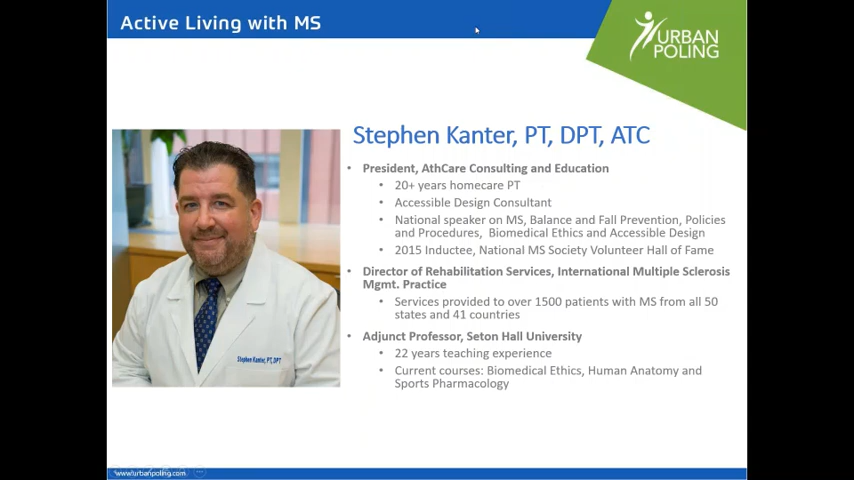 Active Living with MS
URBAN
POLING
Stephen Kanter, PT, DPT, ATC
• President, AthCare Consulting and Education
• 20+ years homecare PT
• Accessible Design Consultant
• National speaker on MS, Balance and Fall Prevention, Policies
and Procedures, Biomedical Ethics and Accessible Design
• 2015 Inductee, National MS Society Volunteer Hall of Fame
• Director of Rehabilitation Services, International Multiple Sclerosis
Mgmt. Practice
• Services provided to over 1500 patients with MS from all 50
states and 41 countries
• Adjunct Professor, Seton Hall University
• 22 years teaching experience
• Current courses: Biomedical Ethics, Human Anatomy and
Sports Pharmacology
Stephen Kanter, PT, DPT
www.urbanpoling.com